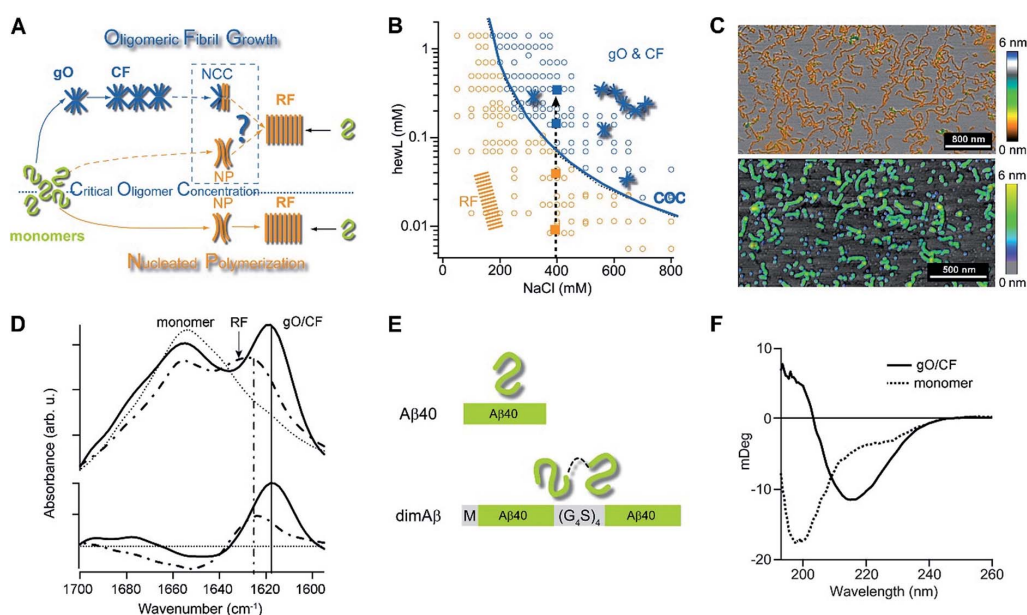 A
Oligomeric Fibril Growth
gO
CF
NCC
RF
?
NP
Critical Oligomer Concentration
monomers
NP
RF
Nucleated Polymerization
B
hewL (mM)
1
0.1
0.01
gO & CF
RF
COC
0 200 400 600 800
NaCl (mM)
C
6 nm
0 nm
800 nm
6 nm
0 nm
500 nm
D
monomer
RF
gO/CF
Absorbance (arb. u.)
1700 1680 1660 1640 1620 1600
Wavenumber (cm-1)
E
Aβ40
Aβ40
dimAβ
M Aβ40 (G4S)4 Aβ40
F
10
0
-10
-20
mDeg
gO/CF
monomer
200 220 240 260
Wavelength (nm)